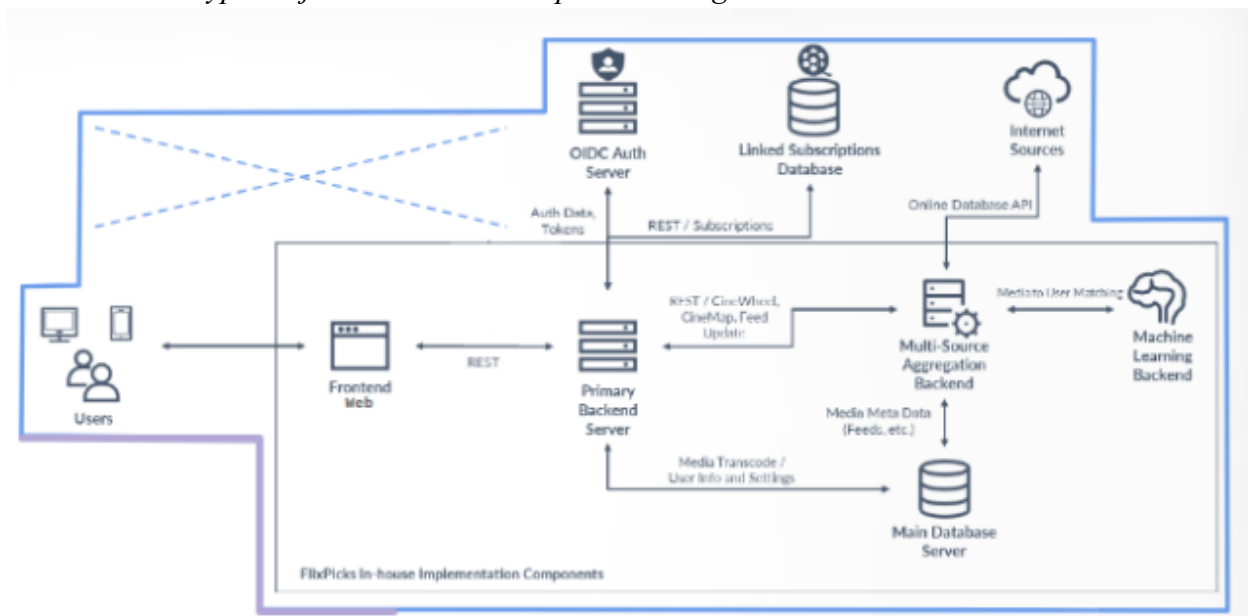 OIDC Auth
Server
Linked Subscriptions
Database
Internet
Sources
Auth Data,
Tokens
REST / Subscriptions
Online Database API
Users
Frontend
Web
REST
Primary
Backend
Server
REST / CineWheel,
CineMap, Feed
Update
Multi-Source
Aggregation
Backend
Media to User Matching
Machine
Learning
Backend
Media Meta Data
(Feeds, etc.)
Media Transcode /
User Info and Settings
Main Database
Server
FlixPicks In-house Implementation Components